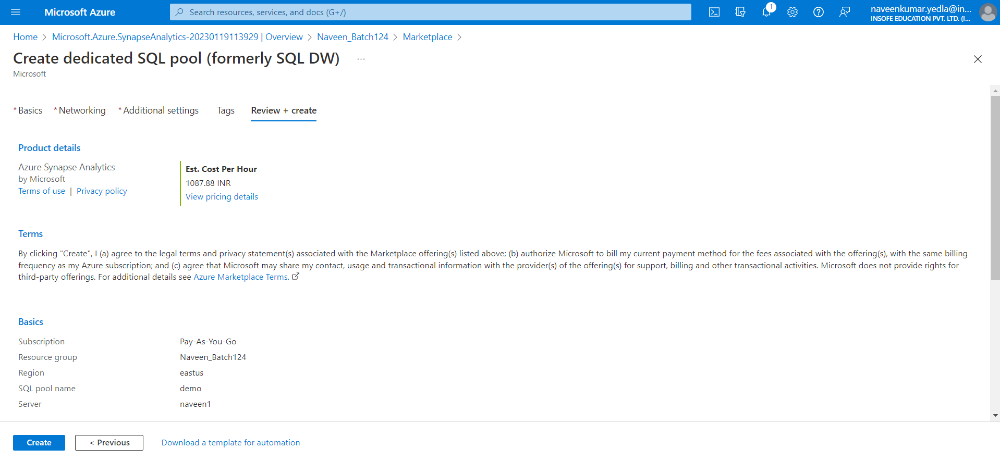 Microsoft Azure
Search resources, services, and docs (G+/)
1
naveenkumar.yedla@in...
INSOFE EDUCATION PVT. LTD. (I...
Home > Microsoft.Azure.SynapseAnalytics-20230119113929 | Overview > Naveen_Batch124 > Marketplace >
Create dedicated SQL pool (formerly SQL DW) ...
Microsoft
* Basics * Networking * Additional settings Tags Review + create
Product details
Azure Synapse Analytics
by Microsoft
Terms of use | Privacy policy
Est. Cost Per Hour
1087.88 INR
View pricing details
Terms
By clicking "Create", I (a) agree to the legal terms and privacy statement(s) associated with the Marketplace offering(s) listed above; (b) authorize Microsoft to bill my current payment method for the fees associated with the offering(s), with the same billing
frequency as my Azure subscription; and (c) agree that Microsoft may share my contact, usage and transactional information with the provider(s) of the offering(s) for support, billing and other transactional activities. Microsoft does not provide rights for
third-party offerings. For additional details see Azure Marketplace Terms.
Basics
Subscription Pay-As-You-Go
Resource group Naveen_Batch124
Region eastus
SQL pool name demo
Server naveen1
Create < Previous Download a template for automation